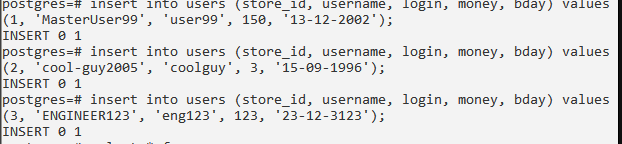 postgres=# insert into users (store_id, username, login, money, bday) values
(1, 'MasterUser99', 'user99', 150, '13-12-2002');
INSERT 0 1
postgres=# insert into users (store_id, username, login, money, bday) values
(2, 'cool-guy2005', 'coolguy', 3, '15-09-1996');
INSERT 0 1
postgres=# insert into users (store_id, username, login, money, bday) values
(3, 'ENGINEER123', 'eng123', 123, '23-12-3123');
INSERT 0 1